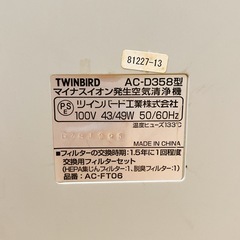 81227-13
TWINBIRD AC-D358型
マイナスイオン発生空気清浄機
PSE ツインバード工業株式会社
100V 43/49W 50/60Hz
温度ヒューズ133℃
MADE IN CHINA
■フィルターの交換時期:1.5年に1回程度
交換用フィルターセット
(HEPA集じんフィルター1、脱臭フィルター1)
品番:AC-FT06